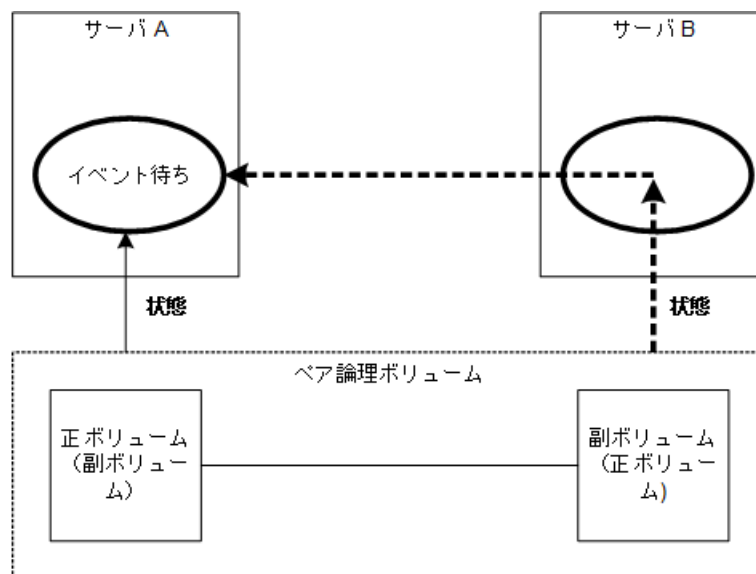 サーバA
サーバB
イベント待ち
状態
状態
ペア論理ボリューム
正ボリューム
（副ボリュー
ム）
副ボリューム
（正ボリュー
ム)